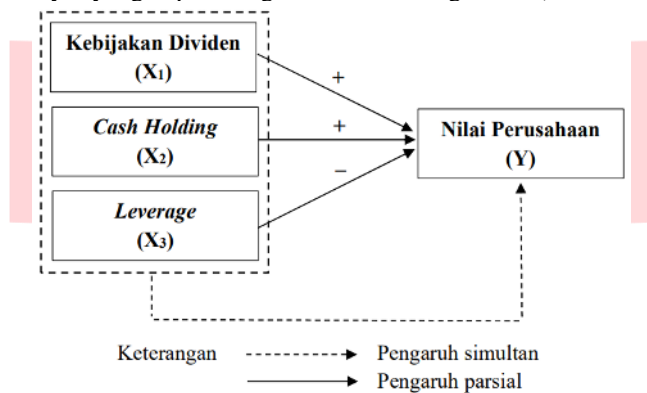 Kebijakan Dividen
(X₁)
+
Cash Holding
(X₂)
+
Nilai Perusahaan
(Y)
–
Leverage
(X₃)
Keterangan
Pengaruh simultan
Pengaruh parsial